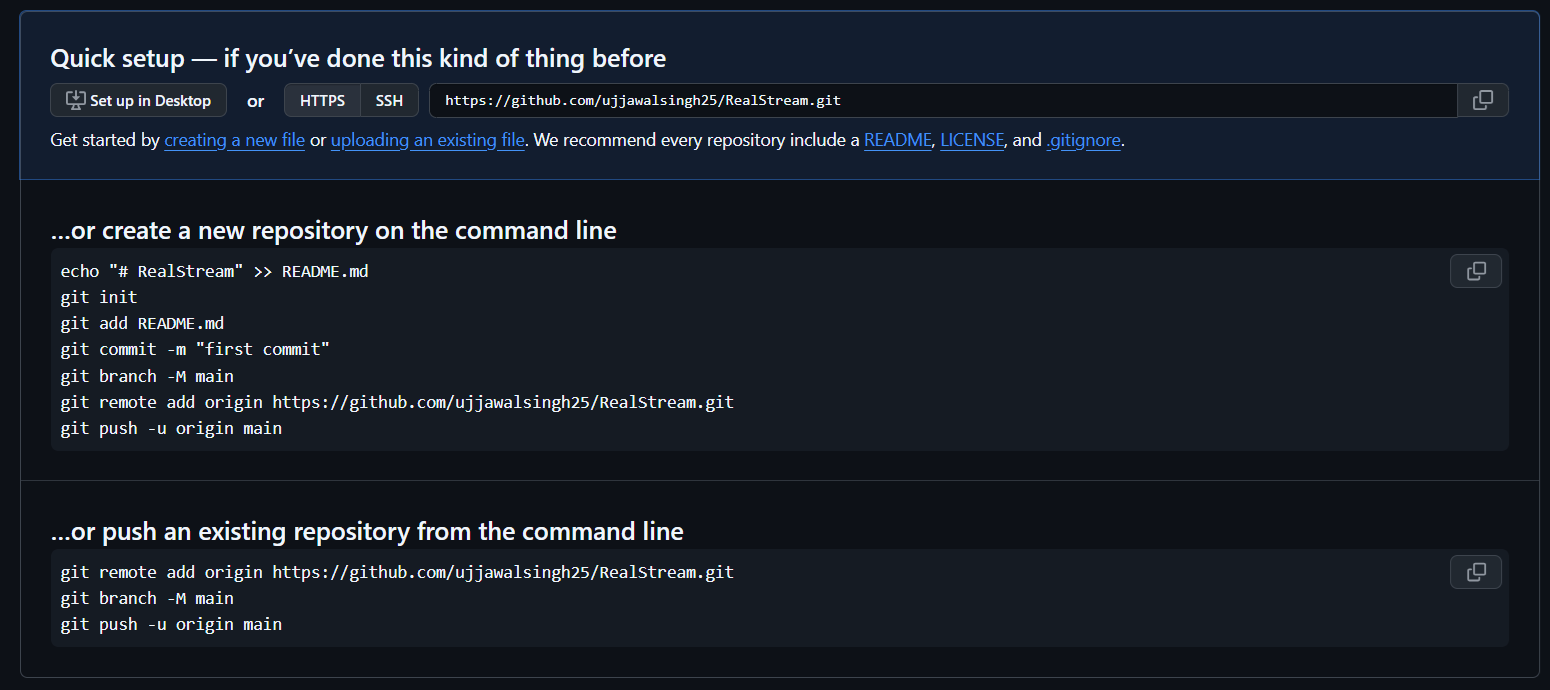 Quick setup — if you’ve done this kind of thing before
Set up in Desktop or HTTPS SSH https://github.com/ujjawalsingh25/RealStream.git
Get started by creating a new file or uploading an existing file. We recommend every repository include a README, LICENSE, and .gitignore.
…or create a new repository on the command line
echo "# RealStream" >> README.md
git init
git add README.md
git commit -m "first commit"
git branch -M main
git remote add origin https://github.com/ujjawalsingh25/RealStream.git
git push -u origin main
…or push an existing repository from the command line
git remote add origin https://github.com/ujjawalsingh25/RealStream.git
git branch -M main
git push -u origin main